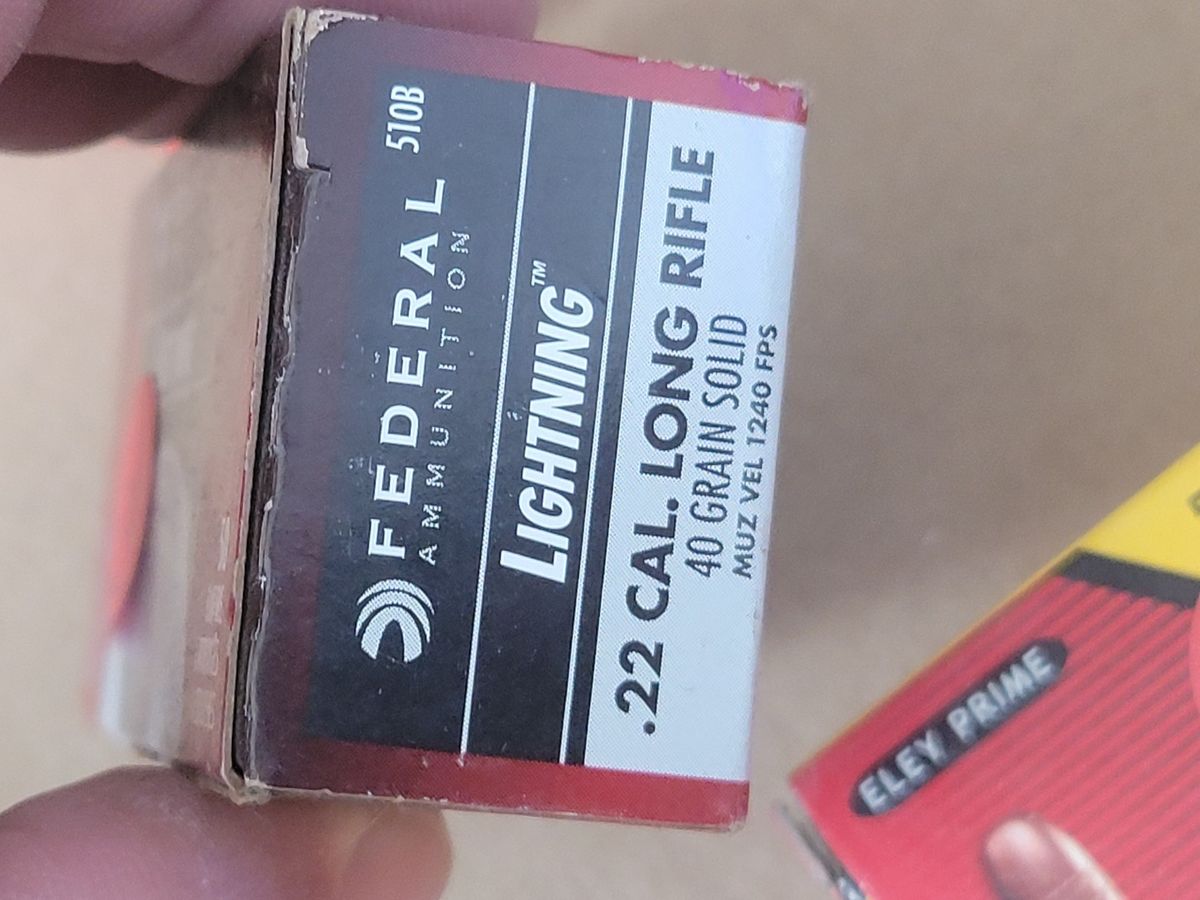 FEDERAL 510B
AMMUNITION
LIGHTNING™
.22 CAL. LONG RIFLE
40 GRAIN SOLID
MUZ VEL 1240 FPS
ELEY PRIME